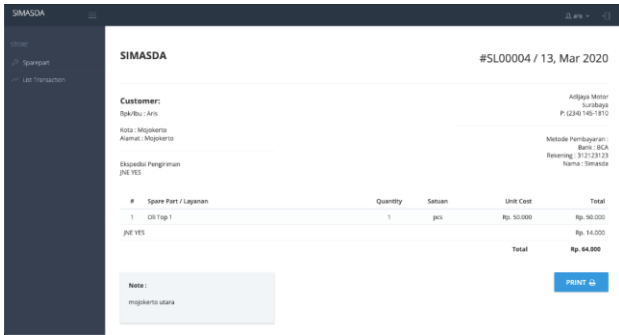 SIMASDA
aris
STORE
Sparepart
List Transaction
SIMASDA
#SL00004 / 13, Mar 2020
Customer:
Bpk/Ibu : Aris
Kota : Mojokerto
Alamat : Mojokerto
Ekspedisi Pengiriman
JNE YES
Adijaya Motor
Surabaya
P: (234) 145-1810
Metode Pembayaran :
Bank : BCA
Rekening : 312123123
Nama : Simasda
# Spare Part / Layanan Quantity Satuan Unit Cost Total
1 Oli Top 1 1 pcs Rp. 50.000 Rp. 50.000
JNE YES Rp. 14.000
Total Rp. 64.000
Note :
mojokerto utara
PRINT